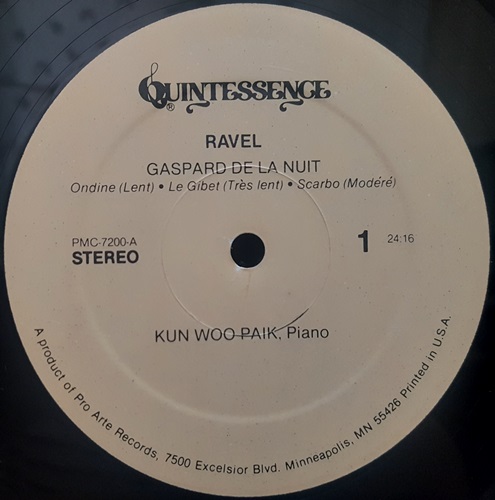 QUINTESSENCE
®
RAVEL
GASPARD DE LA NUIT
Ondine (Lent) • Le Gibet (Très lent) • Scarbo (Modéré)
PMC-7200-A
STEREO
1
24:16
KUN WOO PAIK, Piano
A product of Pro Arte Records, 7500 Excelsior Blvd. Minneapolis, MN 55426 Printed in U.S.A.